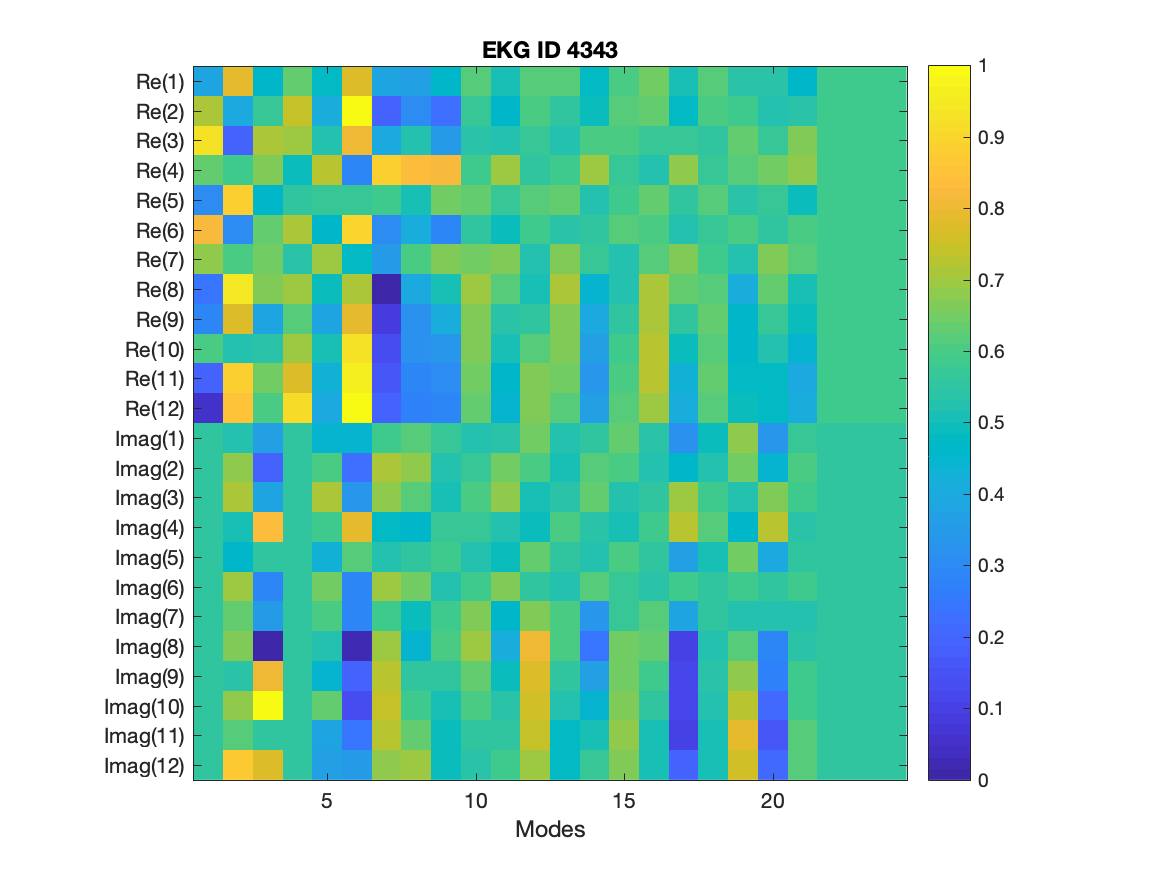 EKG ID 4343
Re(1)
Re(2)
Re(3)
Re(4)
Re(5)
Re(6)
Re(7)
Re(8)
Re(9)
Re(10)
Re(11)
Re(12)
Imag(1)
Imag(2)
Imag(3)
Imag(4)
Imag(5)
Imag(6)
Imag(7)
Imag(8)
Imag(9)
Imag(10)
Imag(11)
Imag(12)
5 10 15 20
Modes
1
0.9
0.8
0.7
0.6
0.5
0.4
0.3
0.2
0.1
0